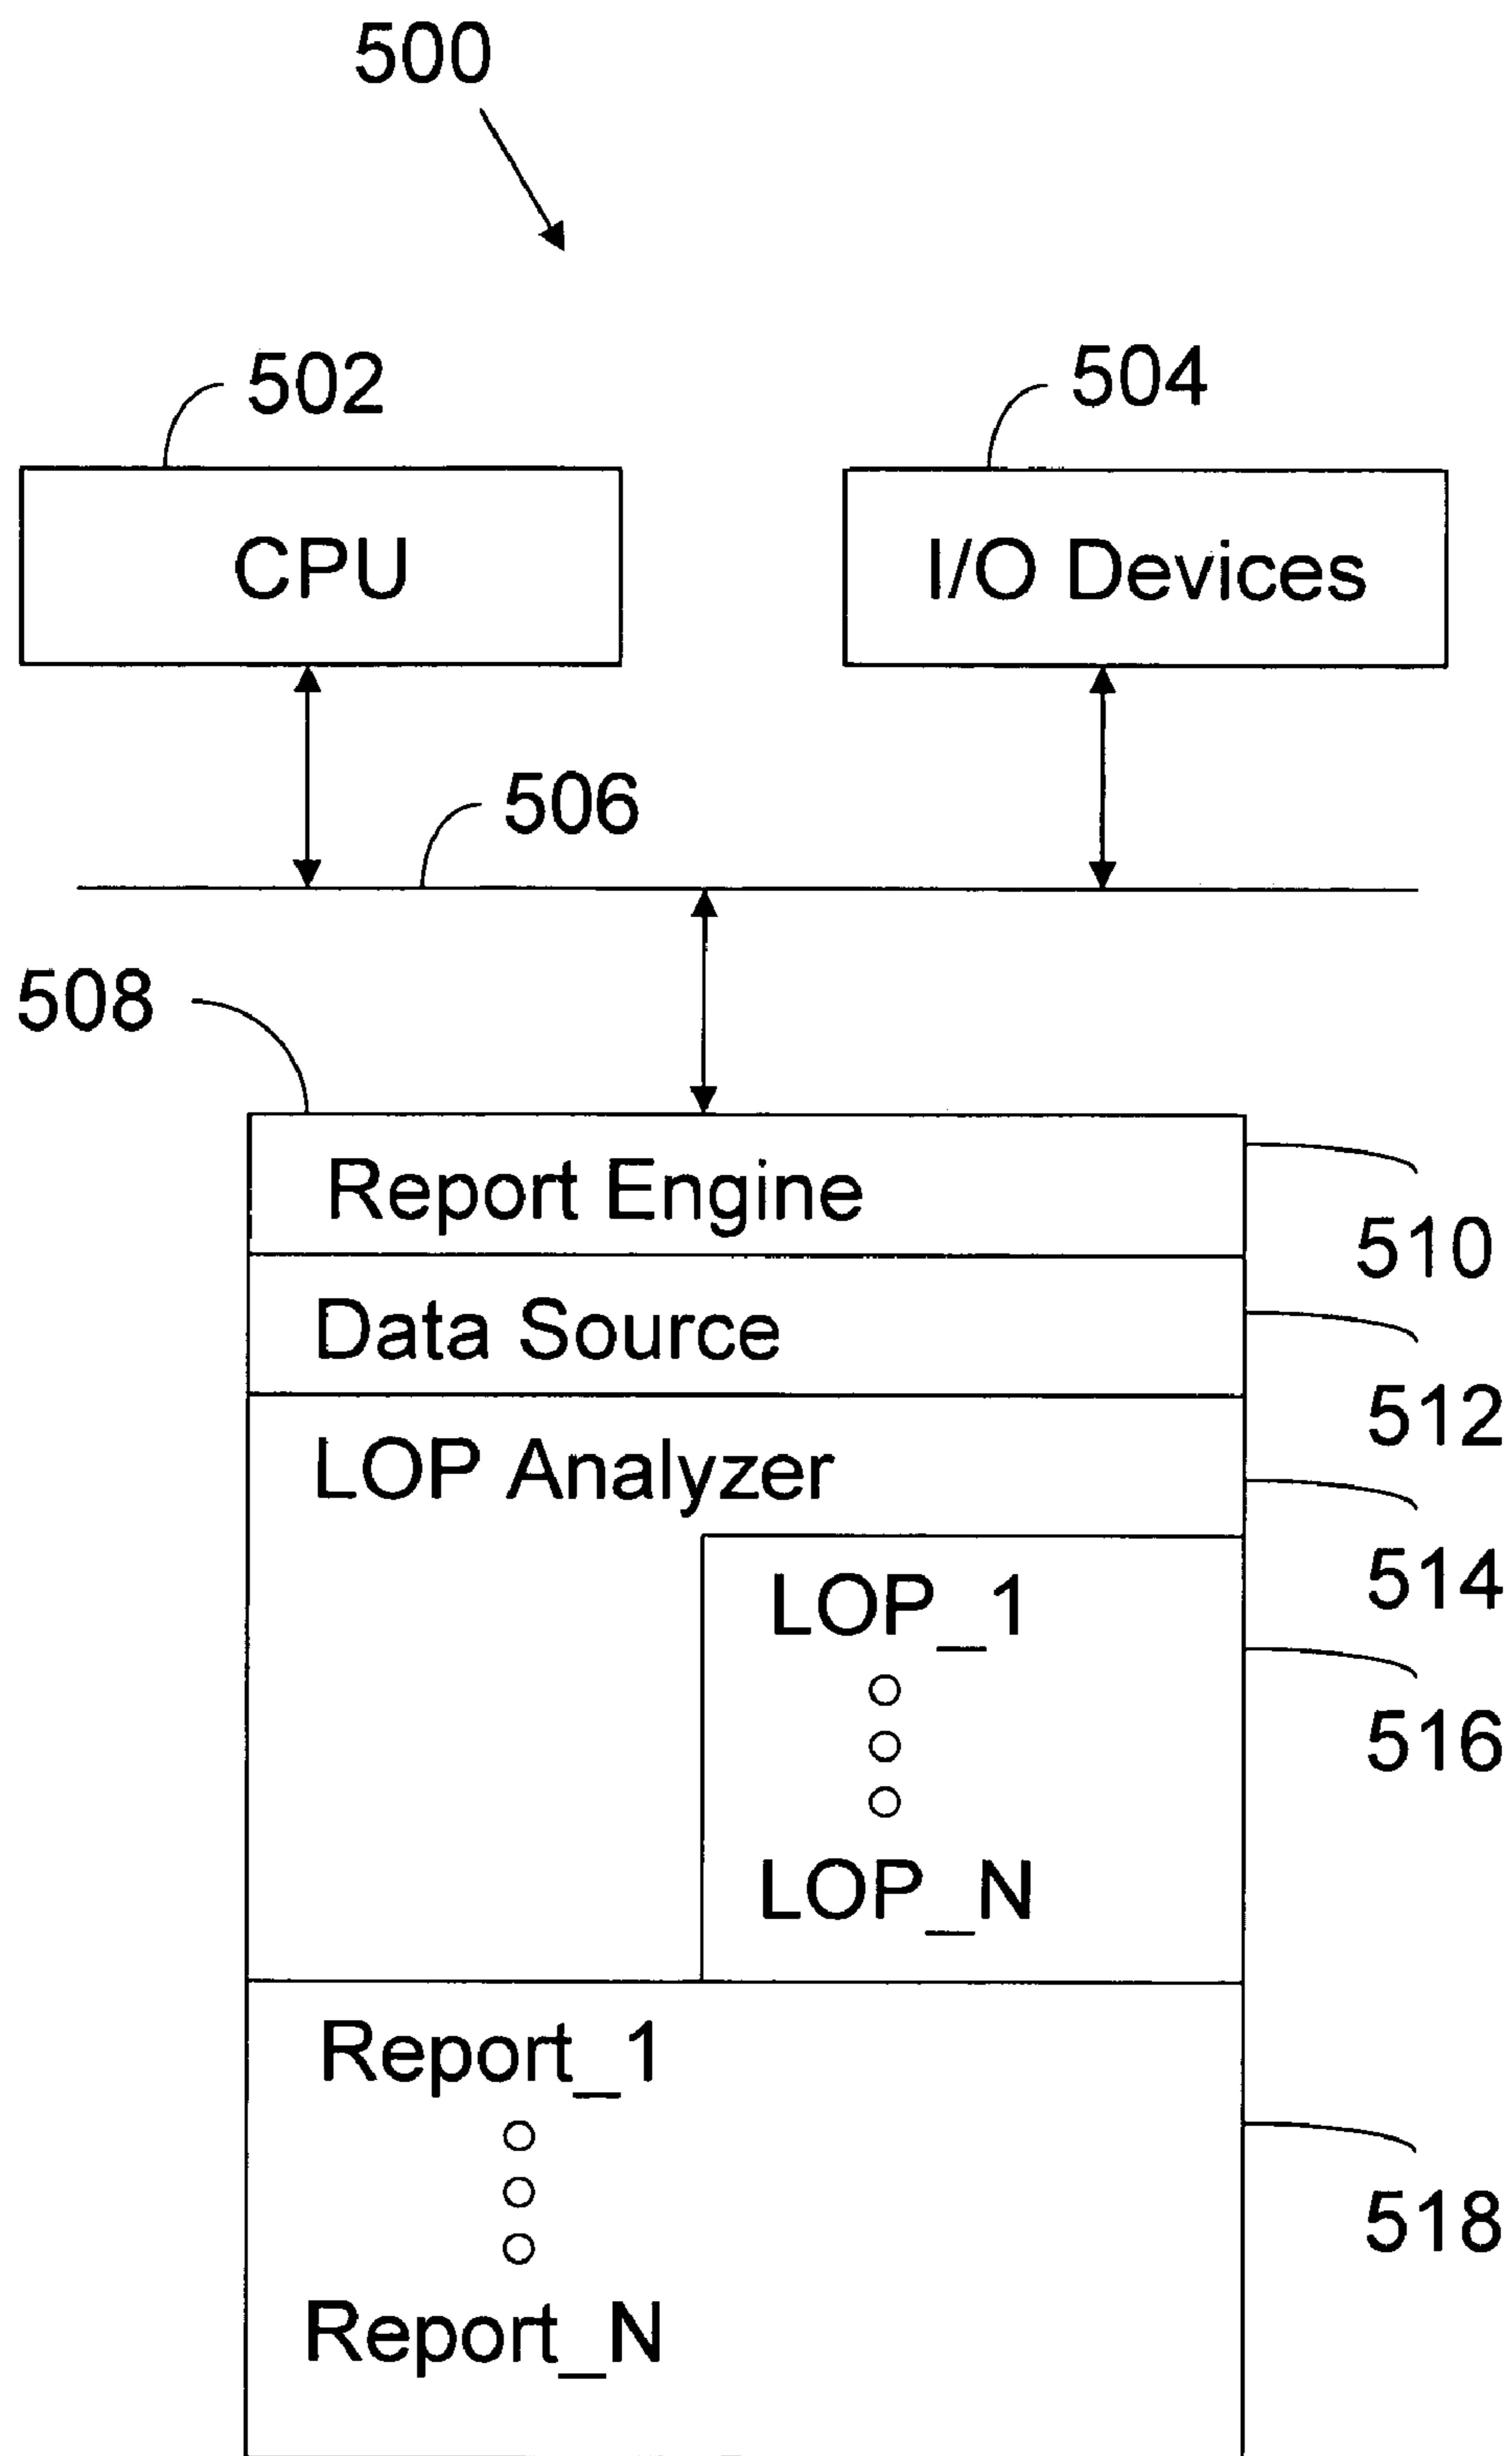 500
502
504
CPU
I/O Devices
506
508
Report Engine
510
Data Source
512
LOP Analyzer
514
LOP_1
516
LOP_N
Report_1
518
Report_N